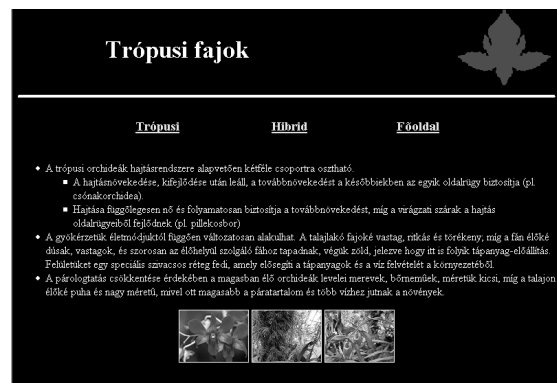 Trópusi fajok
Trópusi Hibrid Főoldal
A trópusi orchideák hajtásrendszere alapvetően kétféle csoportra osztható.
A hajtásnövekedése, kifejlődése után leáll, a továbbnövekedést a későbbiekben az egyik oldalrügy biztosítja (pl.
csónakorchidea).
Hajtása függőlegesen nő és folyamatosan biztosítja a továbbnövekedést, míg a virágzati szárak a hajtás
oldalrügyeiből fejlődnek (pl. pillekosbor)
A gyökérzetük életmódjuktól függően változatosan alakulhat. A talajlakó fajoké vastag, ritkás és törékeny; míg a fán élőké
dúsak, vastagok, és szorosan az élőhelyül szolgáló fához tapadnak, végük zöld, jelezve hogy itt is folyik tápanyag-előállítás.
Felületüket egy speciális szivacsos réteg fedi, amely elősegíti a tápanyagok és a víz felvételét a környezetéből.
A párologtatás csökkentése érdekében a magasban élő orchideák levelei merevek, bőrneműek, méretük kicsi, míg a talajon
élőké puha és nagy méretű, mivel ott magasabb a páratartalom és több vízhez jutnak a növények.